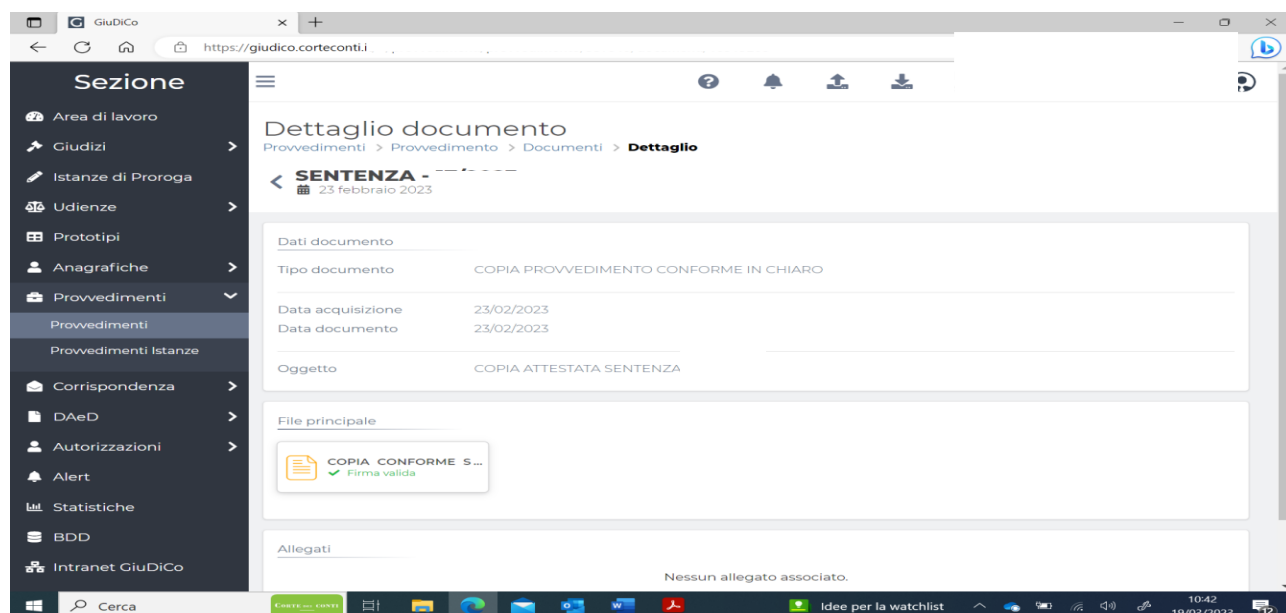 GiuDiCo
https://giudico.corteconti.i
Sezione
Area di lavoro
Giudizi
Istanze di Proroga
Udienze
Prototipi
Anagrafiche
Provvedimenti
Provvedimenti
Provvedimenti Istanze
Corrispondenza
DAeD
Autorizzazioni
Alert
Statistiche
BDD
Intranet GiuDiCo
Dettaglio documento
Provvedimenti > Provvedimento > Documenti > Dettaglio
SENTENZA -
23 febbraio 2023
Dati documento
Tipo documento COPIA PROVVEDIMENTO CONFORME IN CHIARO
Data acquisizione 23/02/2023
Data documento 23/02/2023
Oggetto COPIA ATTESTATA SENTENZA
File principale
COPIA CONFORME S...
Firma valida
Allegati
Nessun allegato associato.
Cerca
CORTE DEI CONTI
Idee per la watchlist
10:42